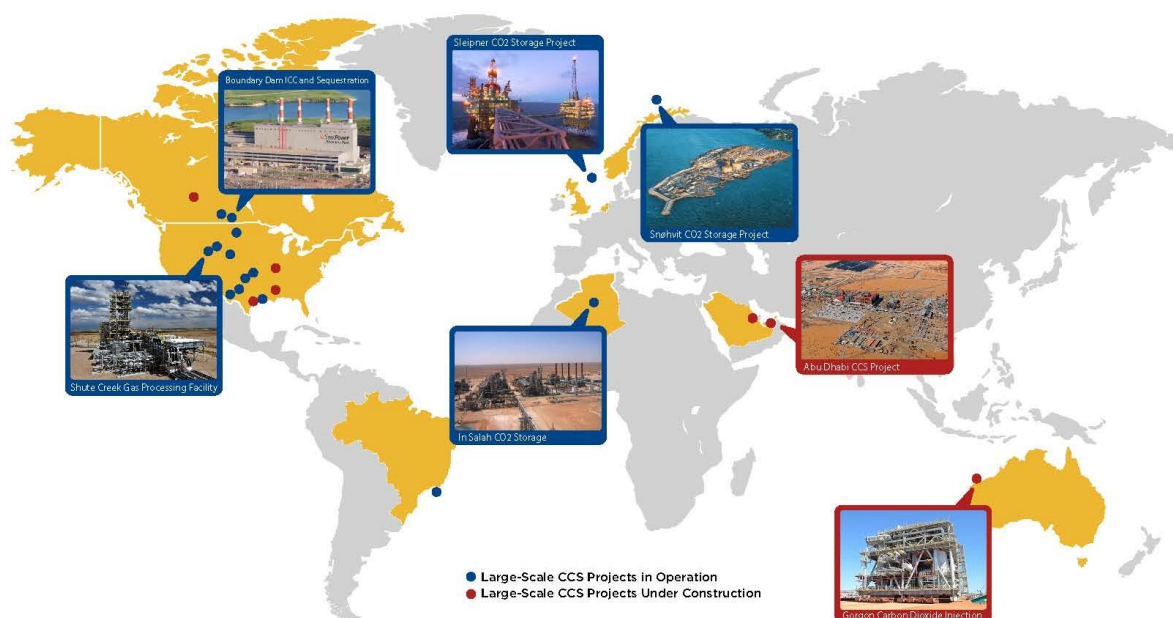 Sleipner CO2 Storage Project
Boundary Dam ICC and Sequestration
Snøhvit CO2 Storage Project
Shute Creek Gas Processing Facility
In Salah CO2 Storage
Abu Dhabi CCS Project
Gorgon Carbon Dioxide Injection
Large-Scale CCS Projects in Operation
Large-Scale CCS Projects Under Construction